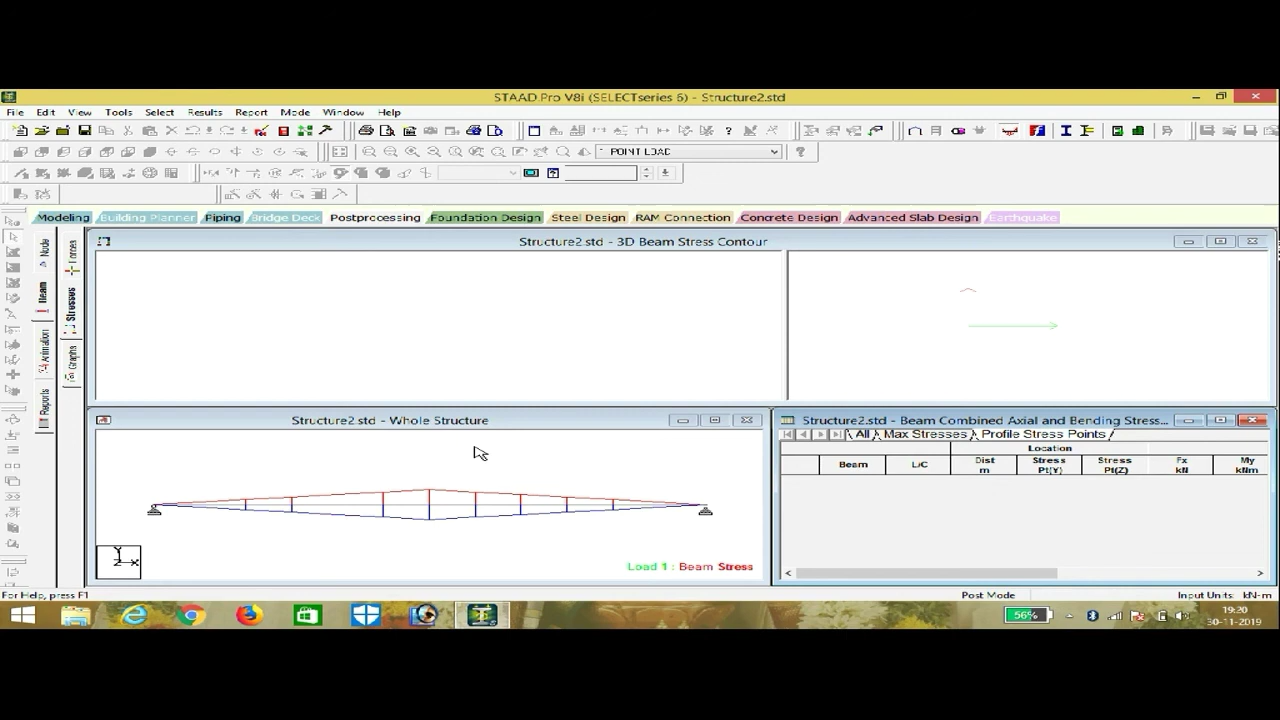 STAAD.Pro V8i (SELECTseries 6) - Structure2.std
File Edit View Tools Select Results Report Mode Window Help
POINT LOAD
Modeling Building Planner Piping Bridge Deck Postprocessing Foundation Design Steel Design RAM Connection Concrete Design Advanced Slab Design Earthquake
Node
Beam
Animation
Reports
Forces
Stresses
Graphs
Structure2.std - 3D Beam Stress Contour
Structure2.std - Whole Structure
Y
Z X
Load 1 : Beam Stress
Structure2.std - Beam Combined Axial and Bending Stress...
All Max Stresses Profile Stress Points
Location
Beam L/C Dist m Stress Pt(Y) Stress Pt(Z) Fx kN My kNm
For Help, press F1
Post Mode
Input Units: kN-m
56%
19:20
30-11-2019